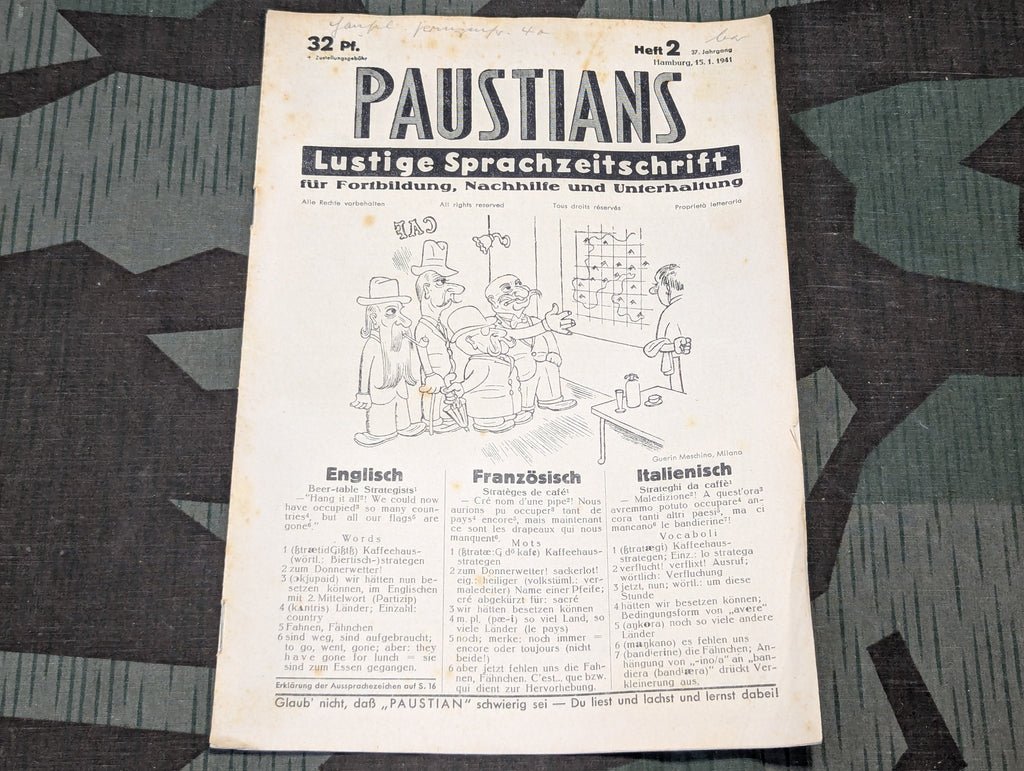 32 Pf.
+ Zustellungsgebühr
Heft 2 37. Jahrgang
Hamburg, 15. 1. 1941
PAUSTIANS
Lustige Sprachzeitschrift
für Fortbildung, Nachhilfe und Unterhaltung
Alle Rechte vorbehalten All rights reserved Tous droits réservés Proprietà letteraria
CAFÉ
Guerin Meschino, Milano
Englisch
Beer-table Strategists¹
— "Hang it all²! We could now
have occupied³ so many coun-
tries⁴, but all our flags⁵ are
gone⁶."
Words
1 (ßtrætidGißtß) Kaffeehaus-
(wörtl.: Biertisch-)strategen
2 zum Donnerwetter!
3 (ɔkjupaid) wir hätten nun be-
setzen können, im Englischen
mit 2. Mittelwort (Partizip)
4 (kʌntris) Länder; Einzahl:
country
5 Fahnen, Fähnchen
6 sind weg, sind aufgebraucht;
to go, went, gone; aber: they
have gone for lunch = sie
sind zum Essen gegangen.
Erklärung der Aussprachezeichen auf S. 16
Französisch
Stratèges de café¹
— Cré nom d'une pipe²! Nous
aurions pu occuper³ tant de
pays⁴ encore⁵, mais maintenant
ce sont les drapeaux qui nous
manquent⁶.
Mots
1 (ßtratæ:G dᵊ kafe) Kaffeehaus-
strategen
2 zum Donnerwetter! sackerlot!
eig.: heiliger (volkstüml.: ver-
maledeiter) Name einer Pfeife;
cré abgekürzt für: sacré
3 wir hätten besetzen können
4 m. pl. (pæ-i) so viel Land, so
viele Länder (le pays)
5 noch; merke: noch immer =
encore oder toujours (nicht
beide!)
6 aber jetzt fehlen uns die Fah-
nen, Fähnchen. C'est... que bzw.
qui dient zur Hervorhebung.
Italienisch
Strateghi da caffè¹
— Maledizione²! A quest'ora³
avremmo potuto occupare⁴ an-
cora tanti altri paesi⁵, ma ci
mancano⁶ le bandierine⁷!
Vocaboli
1 (ßtratægi) Kaffeehaus-
strategen; Einz.: lo stratega
2 verflucht! verflixt! Ausruf;
wörtlich: Verfluchung
3 jetzt, nun; wörtl.: um diese
Stunde
4 hätten wir besetzen können;
Bedingungsform von „avere"
5 (ankora) noch so viele andere
Länder
6 (mankano) es fehlen uns
7 (bandierine) die Fähnchen; An-
hängung von „-ino/a" an „ban-
diera (bandiæra)" drückt Ver-
kleinerung aus.
Glaub' nicht, daß „PAUSTIAN" schwierig sei — Du liest und lachst und lernst dabei!